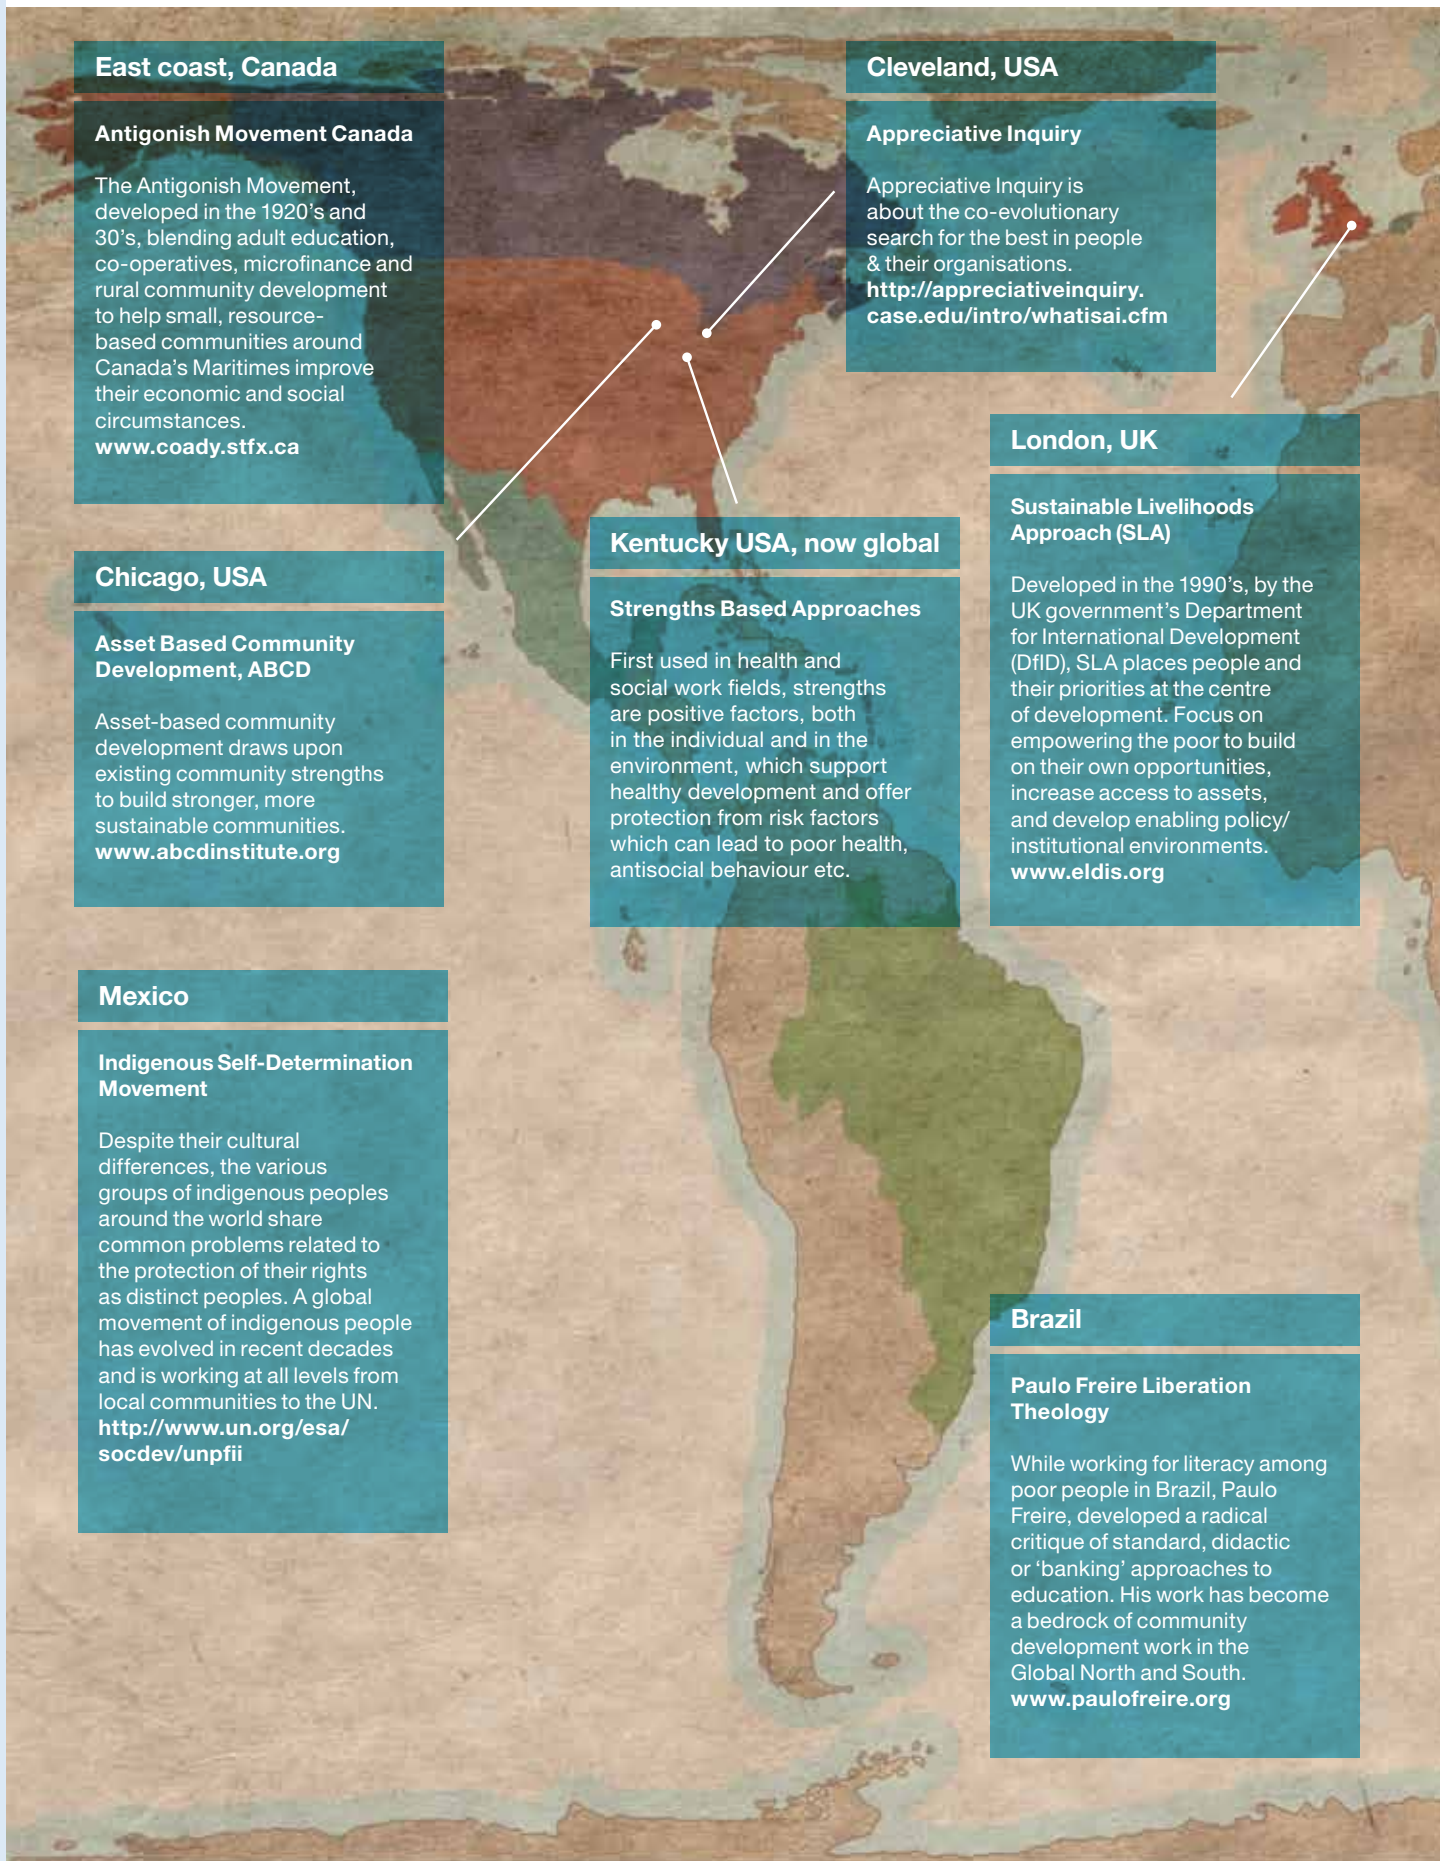 East coast, Canada
Antigonish Movement Canada
The Antigonish Movement,
developed in the 1920's and
30's, blending adult education,
co-operatives, microfinance and
rural community development
to help small, resource-
based communities around
Canada's Maritimes improve
their economic and social
circumstances.
www.coady.stfx.ca
Cleveland, USA
Appreciative Inquiry
Appreciative Inquiry is
about the co-evolutionary
search for the best in people
& their organisations.
http://appreciativeinquiry.
case.edu/intro/whatisai.cfm
London, UK
Sustainable Livelihoods
Approach (SLA)
Developed in the 1990's, by the
UK government's Department
for International Development
(DfID), SLA places people and
their priorities at the centre
of development. Focus on
empowering the poor to build
on their own opportunities,
increase access to assets,
and develop enabling policy/
institutional environments.
www.eldis.org
Kentucky USA, now global
Strengths Based Approaches
First used in health and
social work fields, strengths
are positive factors, both
in the individual and in the
environment, which support
healthy development and offer
protection from risk factors
which can lead to poor health,
antisocial behaviour etc.
Chicago, USA
Asset Based Community
Development, ABCD
Asset-based community
development draws upon
existing community strengths
to build stronger, more
sustainable communities.
www.abcdinstitute.org
Mexico
Indigenous Self-Determination
Movement
Despite their cultural
differences, the various
groups of indigenous peoples
around the world share
common problems related to
the protection of their rights
as distinct peoples. A global
movement of indigenous people
has evolved in recent decades
and is working at all levels from
local communities to the UN.
http://www.un.org/esa/
socdev/unpfii
Brazil
Paulo Freire Liberation
Theology
While working for literacy among
poor people in Brazil, Paulo
Freire, developed a radical
critique of standard, didactic
or ‘banking’ approaches to
education. His work has become
a bedrock of community
development work in the
Global North and South.
www.paulofreire.org